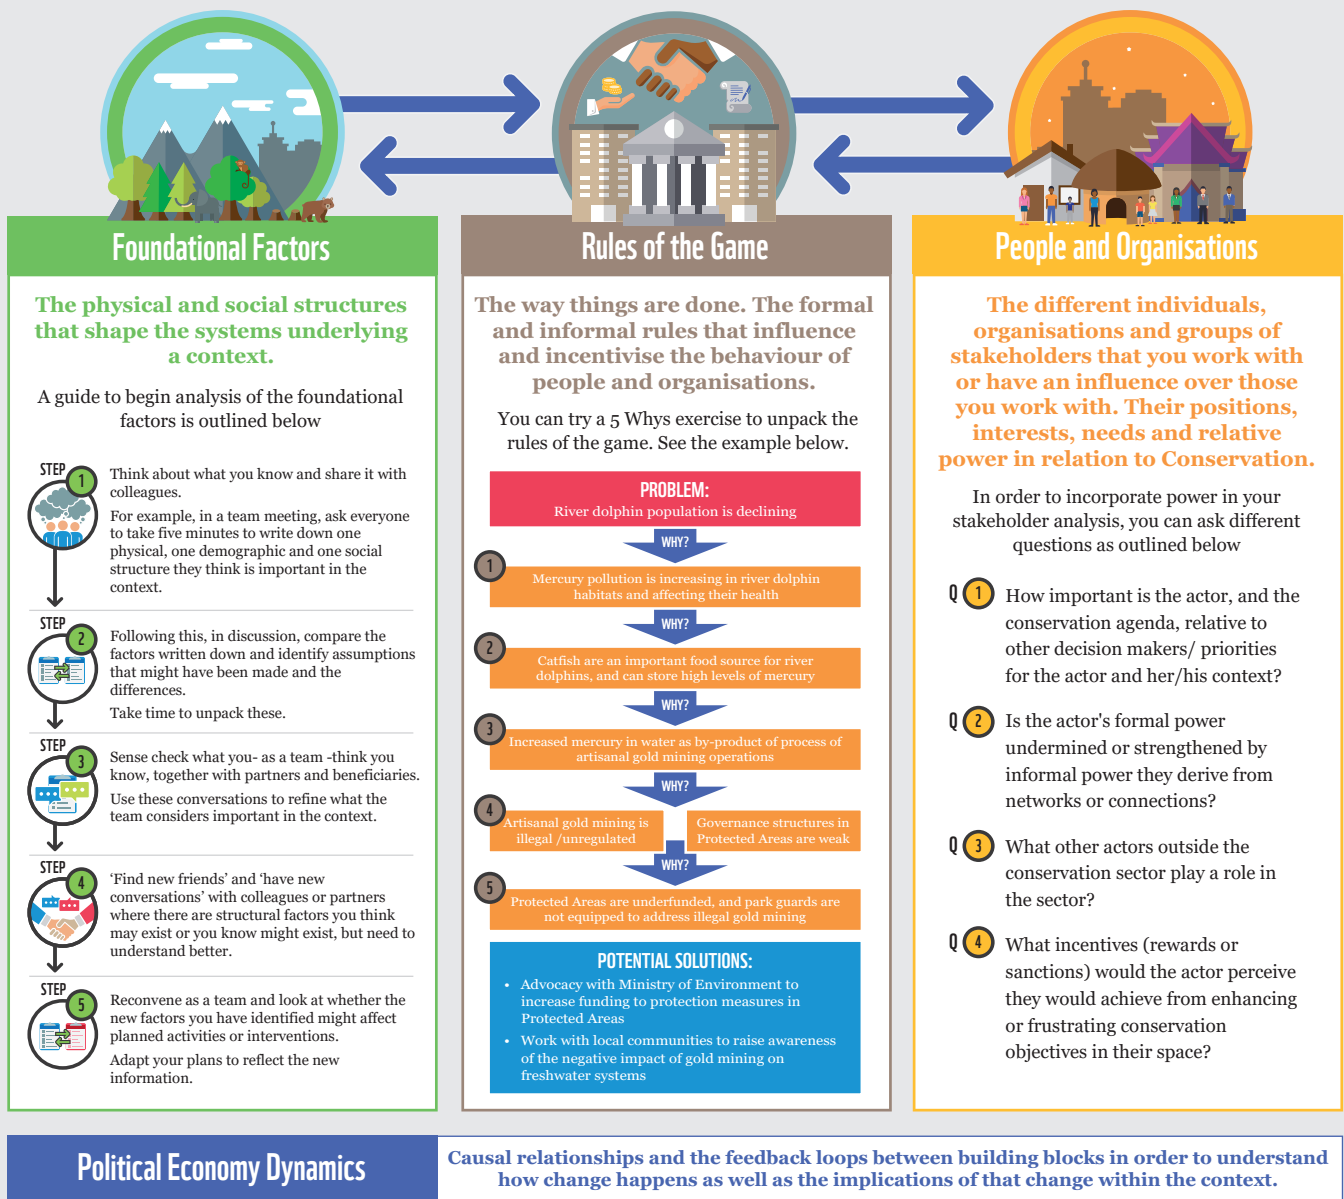 Foundational Factors
The physical and social structures
that shape the systems underlying
a context.
A guide to begin analysis of the foundational
factors is outlined below
STEP
1
Think about what you know and share it with
colleagues.
For example, in a team meeting, ask everyone
to take five minutes to write down one
physical, one demographic and one social
structure they think is important in the
context.
STEP
2
Following this, in discussion, compare the
factors written down and identify assumptions
that might have been made and the
differences.
Take time to unpack these.
STEP
3
Sense check what you- as a team -think you
know, together with partners and beneficiaries.
Use these conversations to refine what the
team considers important in the context.
STEP
4
‘Find new friends’ and ‘have new
conversations’ with colleagues or partners
where there are structural factors you think
may exist or you know might exist, but need to
understand better.
STEP
5
Reconvene as a team and look at whether the
new factors you have identified might affect
planned activities or interventions.
Adapt your plans to reflect the new
information.
Rules of the Game
The way things are done. The formal
and informal rules that influence
and incentivise the behaviour of
people and organisations.
You can try a 5 Whys exercise to unpack the
rules of the game. See the example below.
PROBLEM:
River dolphin population is declining
WHY?
1
Mercury pollution is increasing in river dolphin
habitats and affecting their health
WHY?
2
Catfish are an important food source for river
dolphins, and can store high levels of mercury
WHY?
3
Increased mercury in water as by-product of process of
artisanal gold mining operations
WHY?
4
Artisanal gold mining is
illegal /unregulated
Governance structures in
Protected Areas are weak
WHY?
5
Protected Areas are underfunded, and park guards are
not equipped to address illegal gold mining
POTENTIAL SOLUTIONS:
• Advocacy with Ministry of Environment to
increase funding to protection measures in
Protected Areas
• Work with local communities to raise awareness
of the negative impact of gold mining on
freshwater systems
People and Organisations
The different individuals,
organisations and groups of
stakeholders that you work with
or have an influence over those
you work with. Their positions,
interests, needs and relative
power in relation to Conservation.
In order to incorporate power in your
stakeholder analysis, you can ask different
questions as outlined below
Q 1 How important is the actor, and the
conservation agenda, relative to
other decision makers/ priorities
for the actor and her/his context?
Q 2 Is the actor's formal power
undermined or strengthened by
informal power they derive from
networks or connections?
Q 3 What other actors outside the
conservation sector play a role in
the sector?
Q 4 What incentives (rewards or
sanctions) would the actor perceive
they would achieve from enhancing
or frustrating conservation
objectives in their space?
Political Economy Dynamics
Causal relationships and the feedback loops between building blocks in order to understand
how change happens as well as the implications of that change within the context.